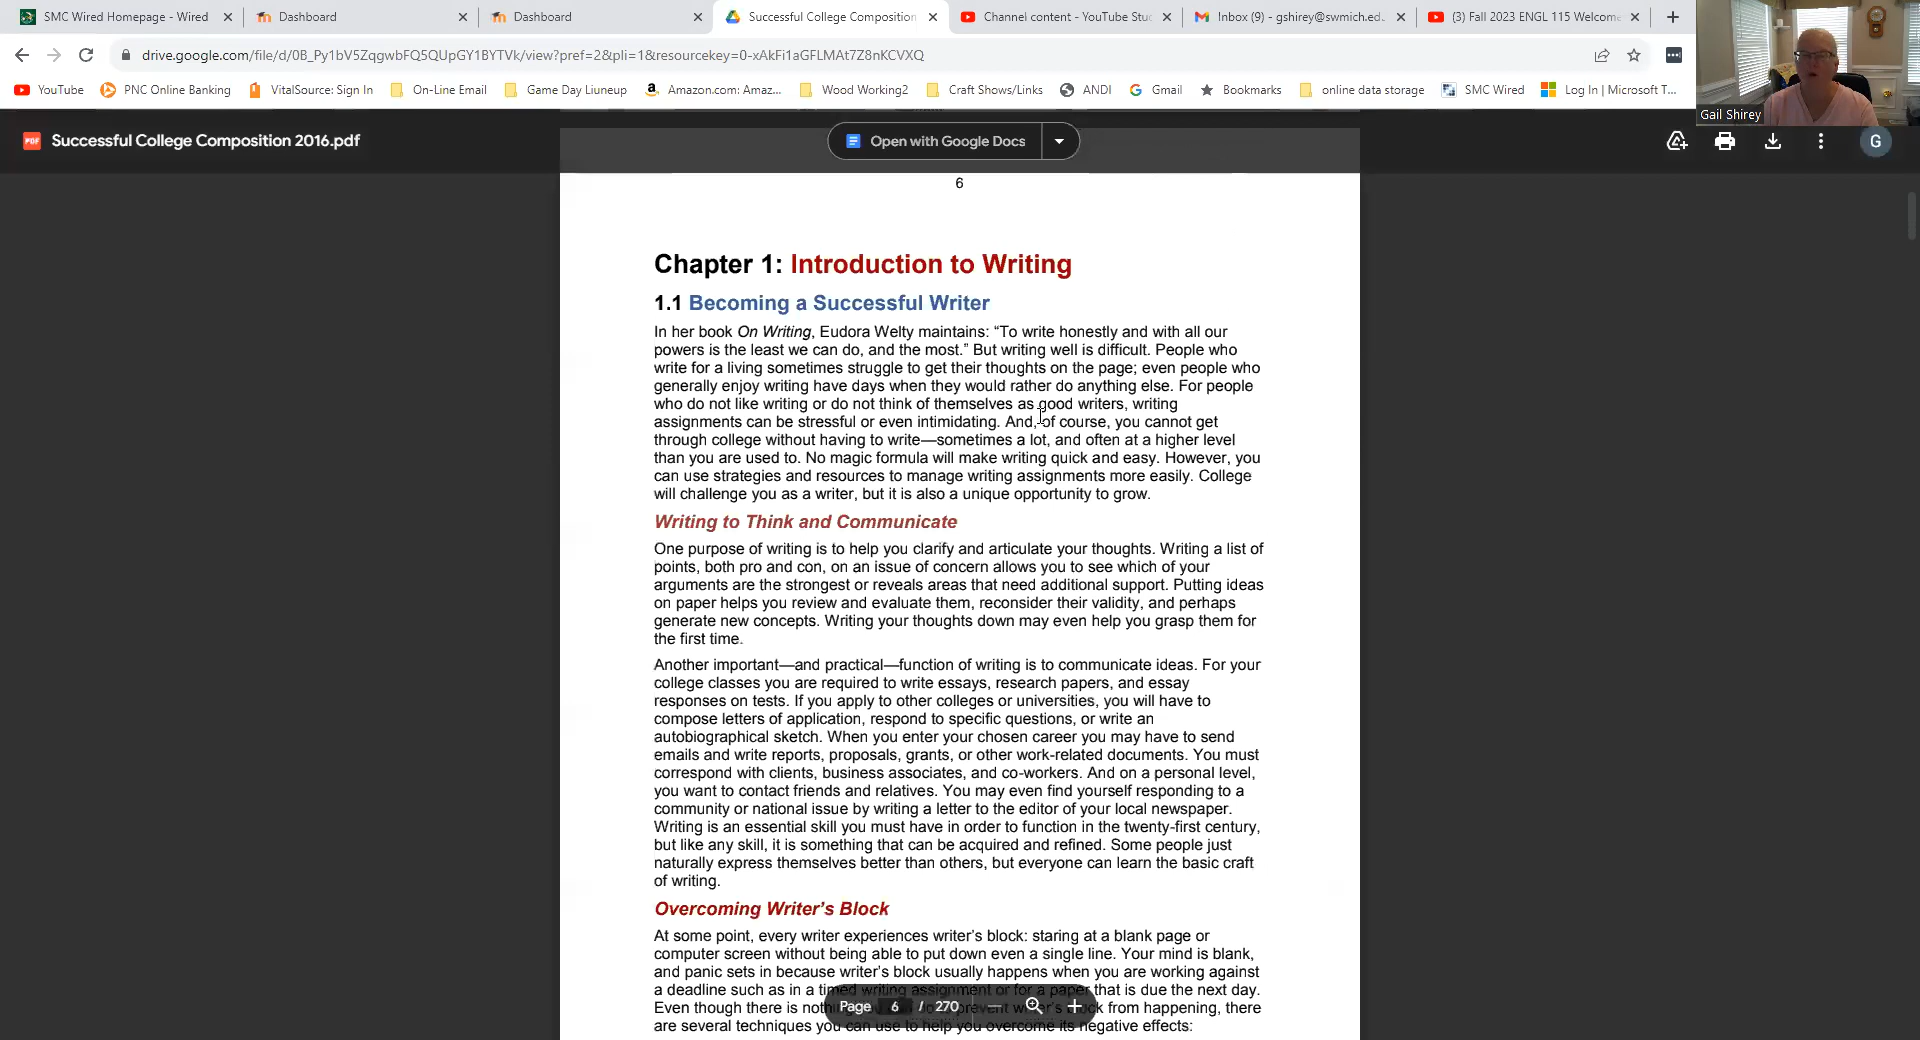 SMC Wired Homepage - Wired
Dashboard
Dashboard
Successful College Composition
Channel content - YouTube Stu
Inbox (9) - gshirey@swmich.ed
(3) Fall 2023 ENGL 115 Welcome
drive.google.com/file/d/0B_Py1bV5ZqgwbFQ5QUpGY1BYTVk/view?pref=2&pli=1&resourcekey=0-xAkFi1aGFLMAt7Z8nKCVXQ
YouTube
PNC Online Banking
VitalSource: Sign In
On-Line Email
Game Day Liuneup
Amazon.com: Amaz...
Wood Working2
Craft Shows/Links
ANDI
Gmail
Bookmarks
online data storage
SMC Wired
Log In | Microsoft T...
Gail Shirey
PDF
Successful College Composition 2016.pdf
Open with Google Docs
G
6
Chapter 1: Introduction to Writing
1.1 Becoming a Successful Writer
In her book On Writing, Eudora Welty maintains: “To write honestly and with all our
powers is the least we can do, and the most.” But writing well is difficult. People who
write for a living sometimes struggle to get their thoughts on the page; even people who
generally enjoy writing have days when they would rather do anything else. For people
who do not like writing or do not think of themselves as good writers, writing
assignments can be stressful or even intimidating. And, of course, you cannot get
through college without having to write—sometimes a lot, and often at a higher level
than you are used to. No magic formula will make writing quick and easy. However, you
can use strategies and resources to manage writing assignments more easily. College
will challenge you as a writer, but it is also a unique opportunity to grow.
Writing to Think and Communicate
One purpose of writing is to help you clarify and articulate your thoughts. Writing a list of
points, both pro and con, on an issue of concern allows you to see which of your
arguments are the strongest or reveals areas that need additional support. Putting ideas
on paper helps you review and evaluate them, reconsider their validity, and perhaps
generate new concepts. Writing your thoughts down may even help you grasp them for
the first time.
Another important—and practical—function of writing is to communicate ideas. For your
college classes you are required to write essays, research papers, and essay
responses on tests. If you apply to other colleges or universities, you will have to
compose letters of application, respond to specific questions, or write an
autobiographical sketch. When you enter your chosen career you may have to send
emails and write reports, proposals, grants, or other work-related documents. You must
correspond with clients, business associates, and co-workers. And on a personal level,
you want to contact friends and relatives. You may even find yourself responding to a
community or national issue by writing a letter to the editor of your local newspaper.
Writing is an essential skill you must have in order to function in the twenty-first century,
but like any skill, it is something that can be acquired and refined. Some people just
naturally express themselves better than others, but everyone can learn the basic craft
of writing.
Overcoming Writer’s Block
At some point, every writer experiences writer’s block: staring at a blank page or
computer screen without being able to put down even a single line. Your mind is blank,
and panic sets in because writer’s block usually happens when you are working against
a deadline such as in a timed writing assignment or for a paper that is due the next day.
Even though there is nothing you can do to prevent writer’s block from happening, there
are several techniques you can use to help you overcome its negative effects:
Page 6 / 270